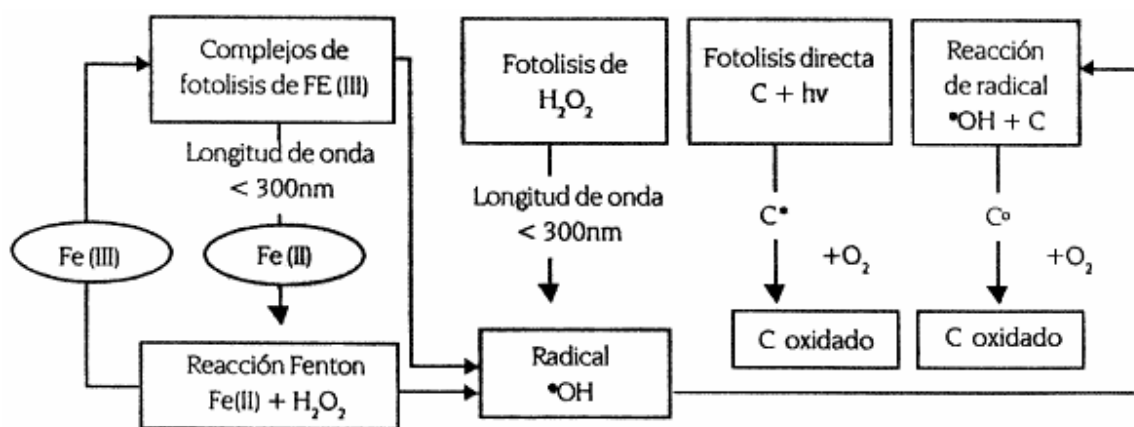 Complejos de
fotolisis de FE (III)
Longitud de onda
< 300nm
Fe (III)
Fe (II)
Reacción Fenton
Fe(II) + H₂O₂
Fotolisis de
H₂O₂
Longitud de onda
< 300nm
Radical
•OH
Fotolisis directa
C + hv
C•
+O₂
C oxidado
Reacción
de radical
•OH + C
Cº
+O₂
C oxidado